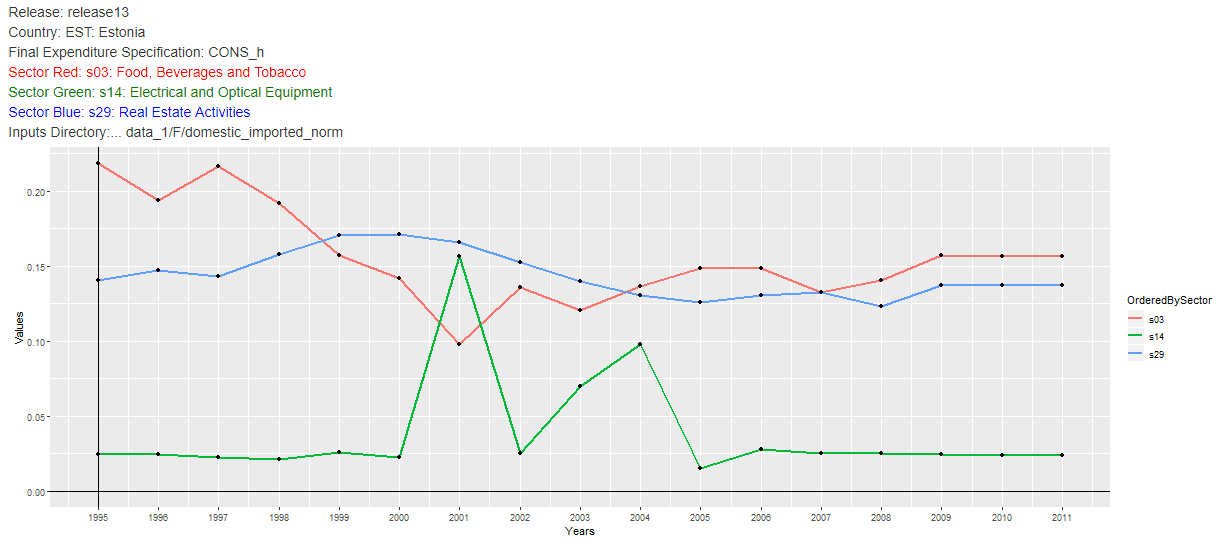 Release: release13
Country: EST: Estonia
Final Expenditure Specification: CONS_h
Sector Red: s03: Food, Beverages and Tobacco
Sector Green: s14: Electrical and Optical Equipment
Sector Blue: s29: Real Estate Activities
Inputs Directory:... data_1/F/domestic_imported_norm
0.20
0.15
0.10
0.05
0.00
Values
1995 1996 1997 1998 1999 2000 2001 2002 2003 2004 2005 2006 2007 2008 2009 2010 2011
Years
OrderedBySector
s03
s14
s29